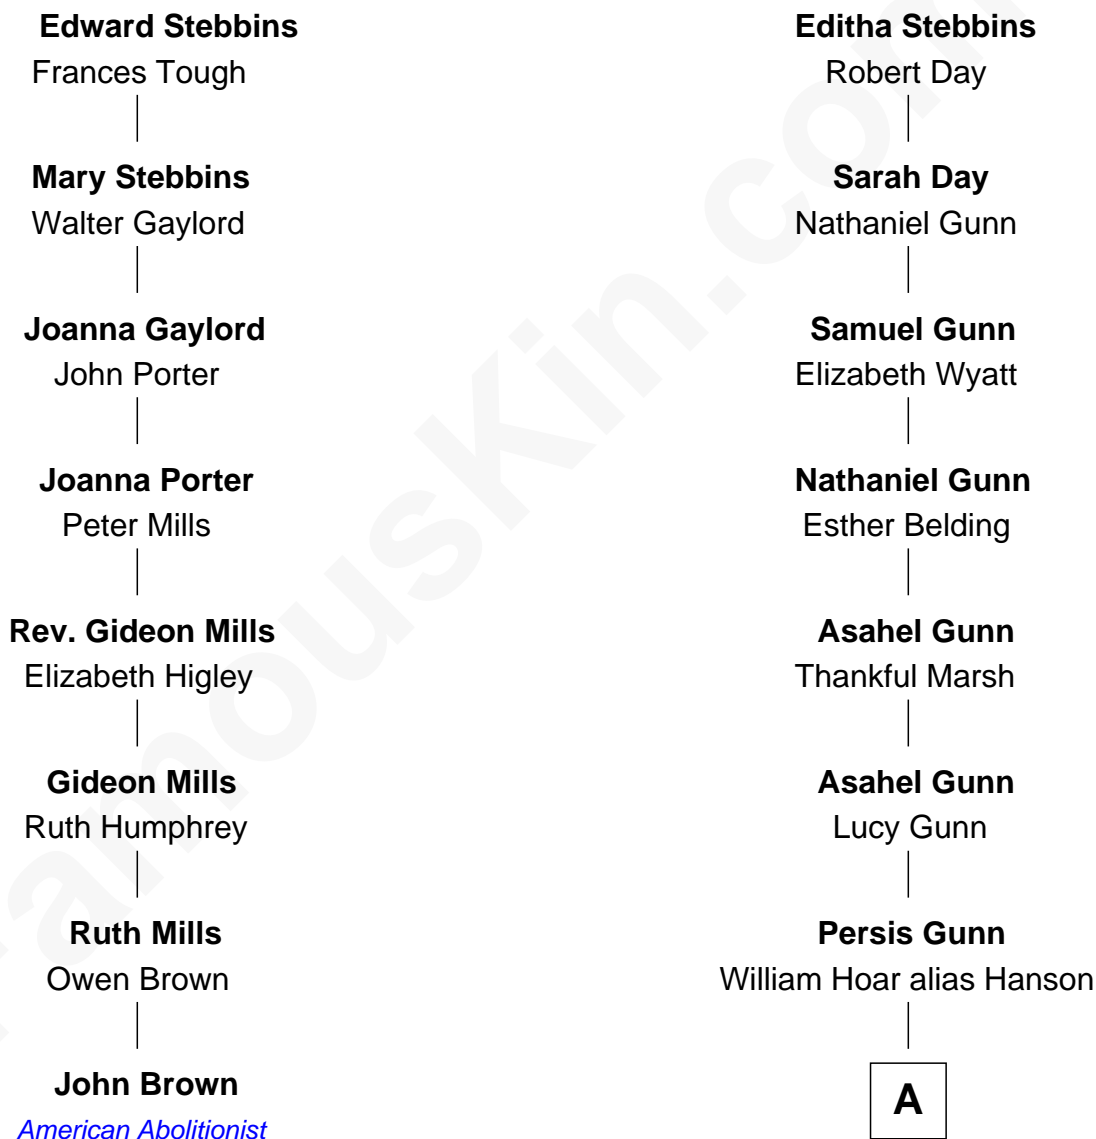 Edward Stebbins
Frances Tough
Mary Stebbins
Walter Gaylord
Joanna Gaylord
John Porter
Joanna Porter
Peter Mills
Rev. Gideon Mills
Elizabeth Higley
Gideon Mills
Ruth Humphrey
Ruth Mills
Owen Brown
John Brown
American Abolitionist
Editha Stebbins
Robert Day
Sarah Day
Nathaniel Gunn
Samuel Gunn
Elizabeth Wyatt
Nathaniel Gunn
Esther Belding
Asahel Gunn
Thankful Marsh
Asahel Gunn
Lucy Gunn
Persis Gunn
William Hoar alias Hanson
A
FamousKin.com